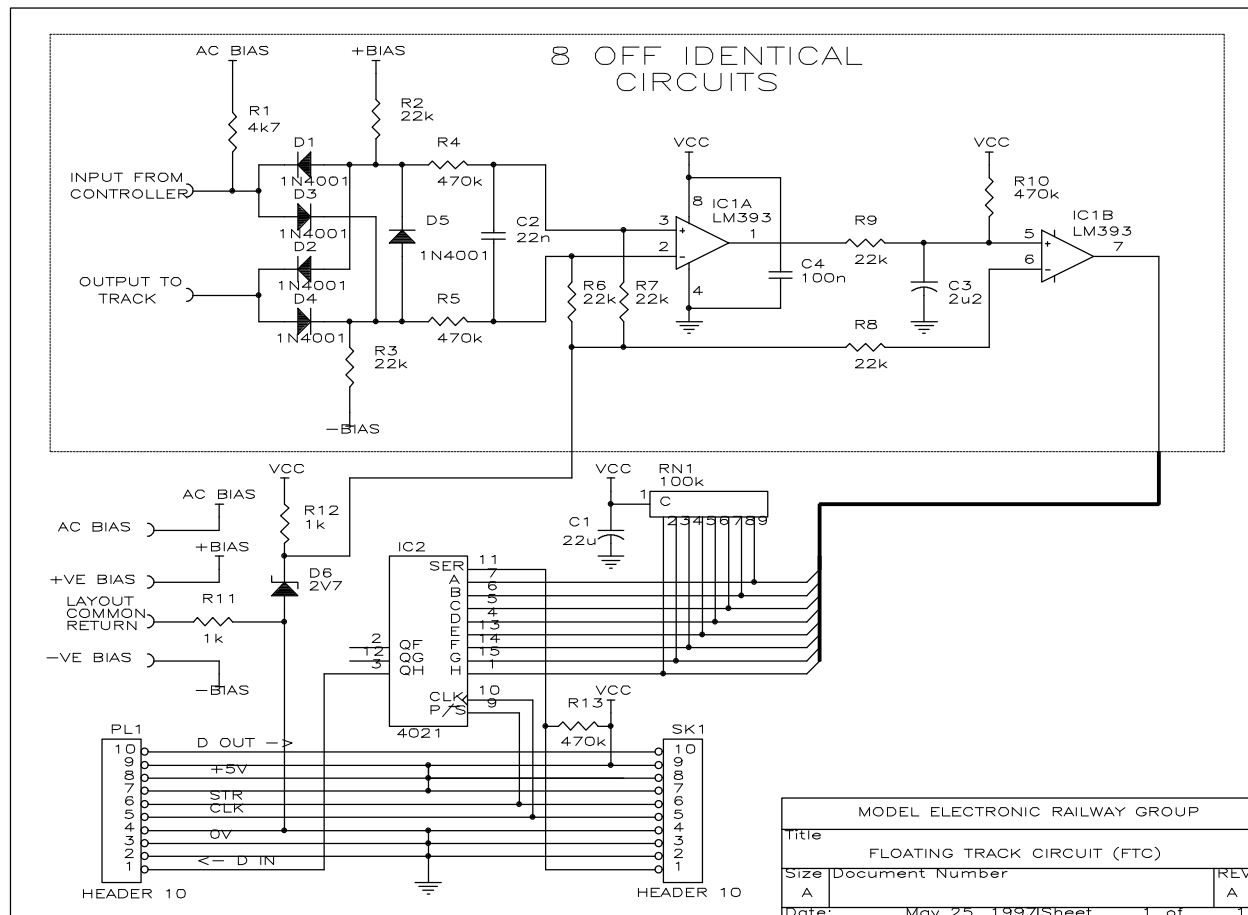 8 OFF IDENTICAL
CIRCUITS
AC BIAS
+BIAS
R1
4k7
R2
22k
D1
1N4001
R4
470k
INPUT FROM
CONTROLLER
D3
1N4001
D5
1N4001
C2
22n
D2
1N4001
OUTPUT TO
TRACK
D4
1N4001
R5
470k
R3
22k
-BIAS
VCC
8
IC1A
LM393
3
+
2
-
1
4
R6
22k
R7
22k
C4
100n
R9
22k
VCC
R10
470k
C3
2u2
R8
22k
IC1B
LM393
5
+
6
-
7
VCC
R12
1k
AC BIAS
AC BIAS
+BIAS
+VE BIAS
D6
2V7
LAYOUT
COMMON
RETURN
R11
1k
-VE BIAS
-BIAS
VCC
RN1
100k
1
C
23456789
C1
22u
IC2
SER 11
A 7
B 6
C 5
D 4
E 13
F 14
G 15
H 1
2 QF
12 QG
3 QH
CLK 10
P/S 9
4021
VCC
R13
470k
PL1
SK1
10 D OUT -> 10
9 9
8 +5V 8
7 7
6 STR 6
5 CLK 5
4 4
3 0V 3
2 2
1 <- D IN 1
HEADER 10
HEADER 10
MODEL ELECTRONIC RAILWAY GROUP
Title
FLOATING TRACK CIRCUIT (FTC)
Size Document Number REV
A A
Date: May 25, 1997 Sheet 1 of 1